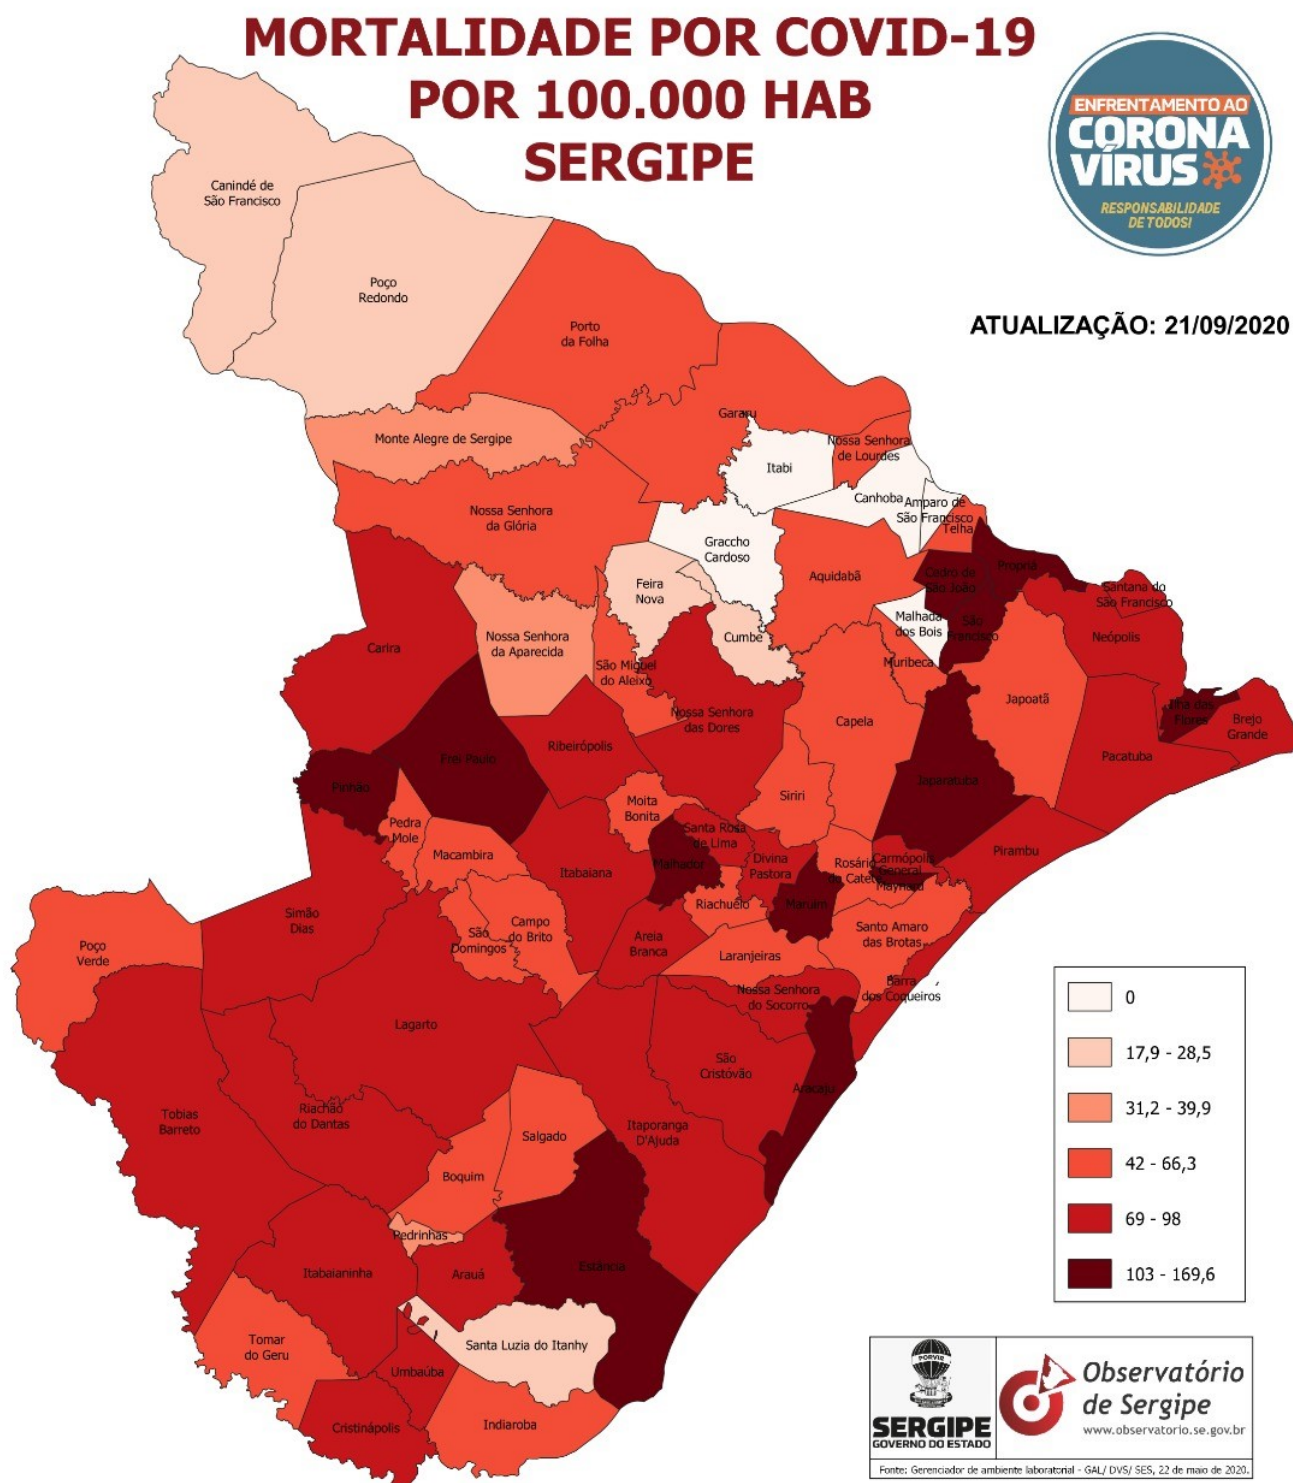 MORTALIDADE POR COVID-19
POR 100.000 HAB
SERGIPE
ENFRENTAMENTO AO
CORONA
VÍRUS
RESPONSABILIDADE
DE TODOS!
ATUALIZAÇÃO: 21/09/2020
Canindé de
São Francisco
Poço
Redondo
Porto
da Folha
Monte Alegre de Sergipe
Gararu
Nossa Senhora
de Lourdes
Itabi
Canhoba
Amparo de
São Francisco
Telha
Nossa Senhora
da Glória
Graccho
Cardoso
Aquidabã
Cedro de
São João
Propriá
Santana do
São Francisco
Feira
Nova
Malhada
dos Bois
São
Francisco
Neópolis
Cumbe
Nossa Senhora
da Aparecida
Carira
São Miguel
do Aleixo
Muribeca
Japoatã
Nossa Senhora
das Dores
Capela
Ilha das
Flores
Brejo
Grande
Ribeirópolis
Frei Paulo
Pacatuba
Japaratuba
Pinhão
Siriri
Moita
Bonita
Pedra
Mole
Macambira
Santa Rosa
de Lima
Malhador
Divina
Pastora
Rosário
do Catete
Carmópolis
General
Maynard
Pirambu
Itabaiana
Riachuelo
Maruim
Simão
Dias
São
Domingos
Campo
do Brito
Areia
Branca
Santo Amaro
das Brotas
Laranjeiras
Poço
Verde
Nossa Senhora
do Socorro
Barra
dos Coqueiros
Lagarto
São
Cristóvão
Aracaju
Tobias
Barreto
Riachão
do Dantas
Itaporanga
D'Ajuda
Salgado
Boquim
Pedrinhas
Estância
Itabaianinha
Arauá
Tomar
do Geru
Santa Luzia do Itanhy
Umbaúba
Cristinápolis
Indiaroba
0
17,9 - 28,5
31,2 - 39,9
42 - 66,3
69 - 98
103 - 169,6
PORVIR
SERGIPE
GOVERNO DO ESTADO
Observatório
de Sergipe
www.observatorio.se.gov.br
Fonte: Gerenciador de ambiente laboratorial - GAL/ DVS/ SES, 22 de maio de 2020.